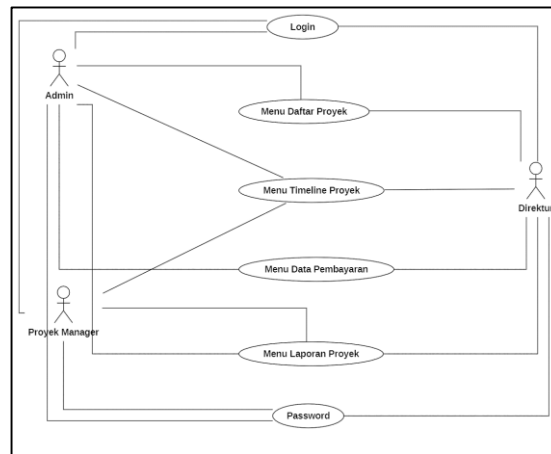 Login
Admin
Menu Daftar Proyek
Menu Timeline Proyek
Direktur
Menu Data Pembayaran
Proyek Manager
Menu Laporan Proyek
Password